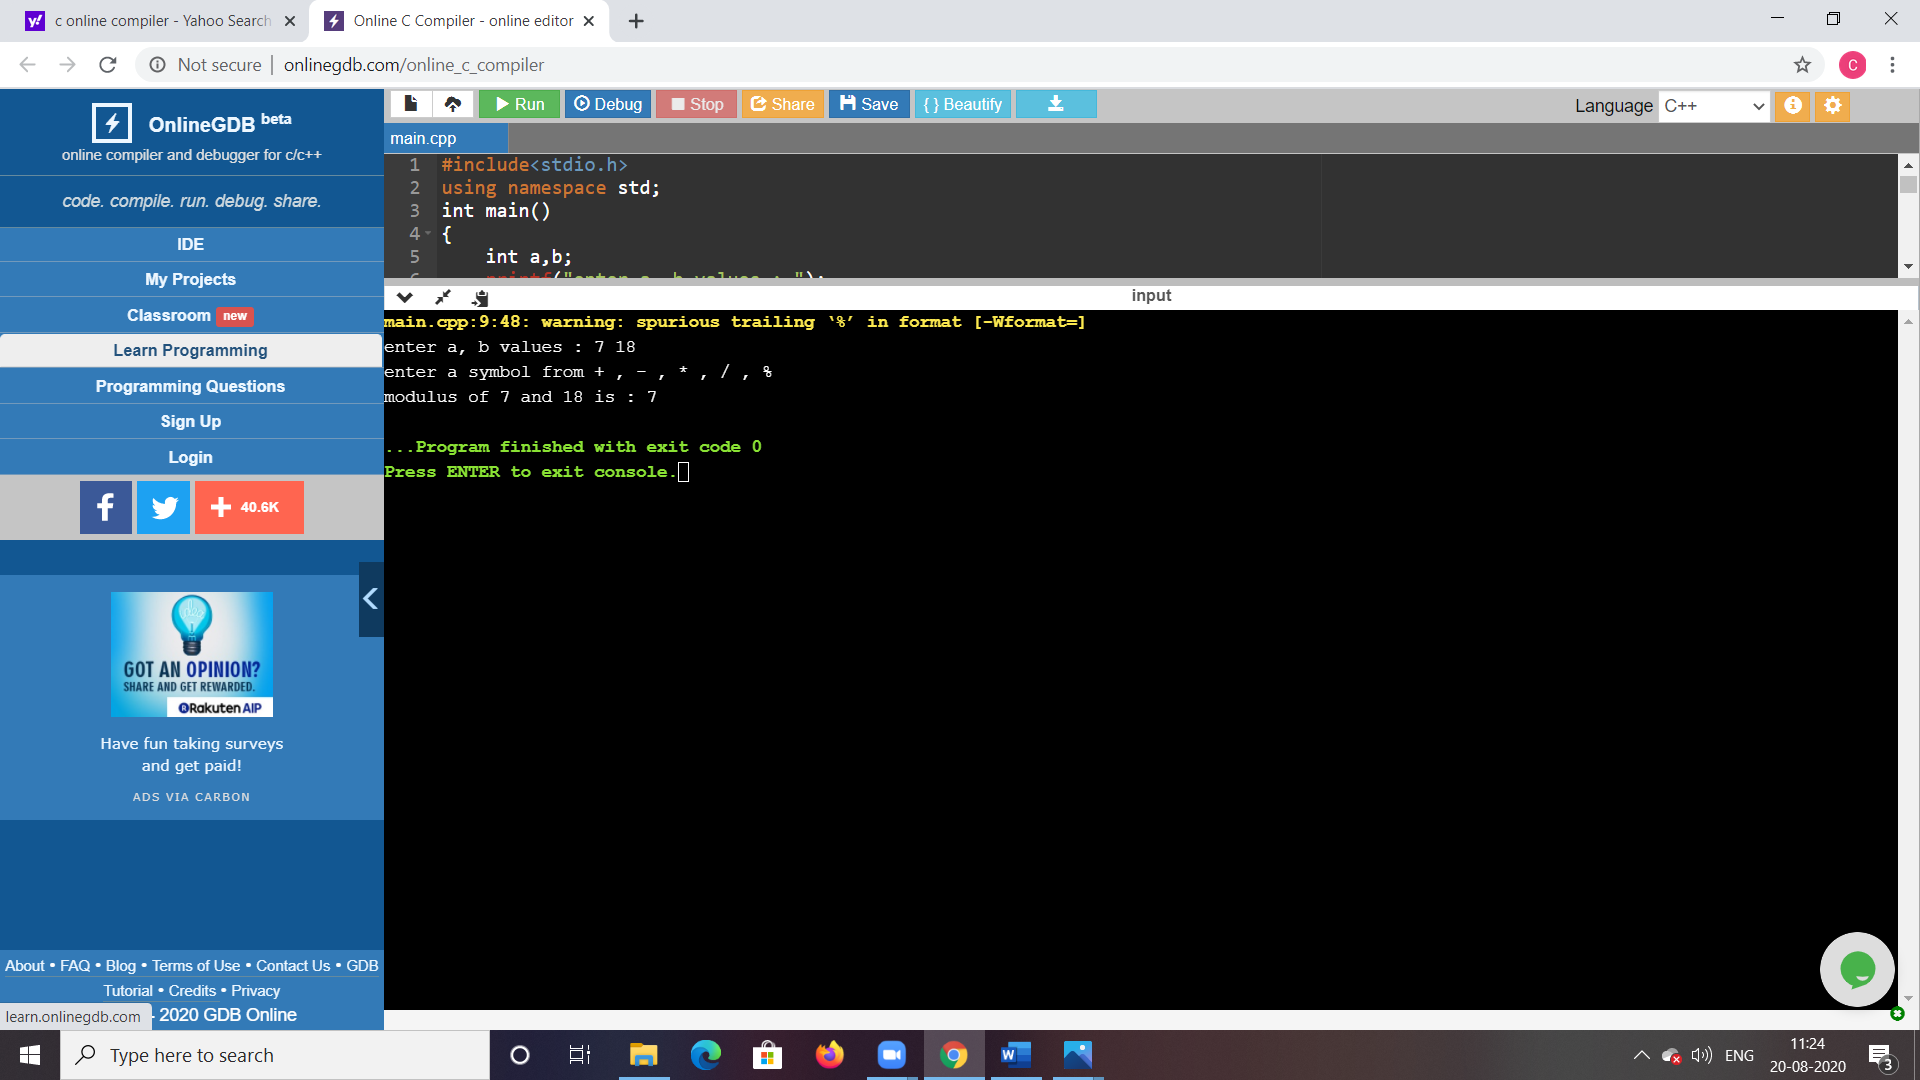 c online compiler - Yahoo Search
Online C Compiler - online editor
Not secure | onlinegdb.com/online_c_compiler
C
OnlineGDB beta
online compiler and debugger for c/c++
code. compile. run. debug. share.
IDE
My Projects
Classroom new
Learn Programming
Programming Questions
Sign Up
Login
40.6K
GOT AN OPINION?
SHARE AND GET REWARDED.
Rakuten AIP
Have fun taking surveys
and get paid!
ADS VIA CARBON
About • FAQ • Blog • Terms of Use • Contact Us • GDB
Tutorial • Credits • Privacy
- 2020 GDB Online
learn.onlinegdb.com
Run Debug Stop Share Save { } Beautify
Language C++
main.cpp
1 #include<stdio.h>
2 using namespace std;
3 int main()
4 {
5 int a,b;
6 printf("enter a, b values : ");
input
main.cpp:9:48: warning: spurious trailing ‘%’ in format [-Wformat=]
enter a, b values : 7 18
enter a symbol from + , - , * , / , %
modulus of 7 and 18 is : 7
...Program finished with exit code 0
Press ENTER to exit console.
Type here to search
ENG
11:24
20-08-2020
3